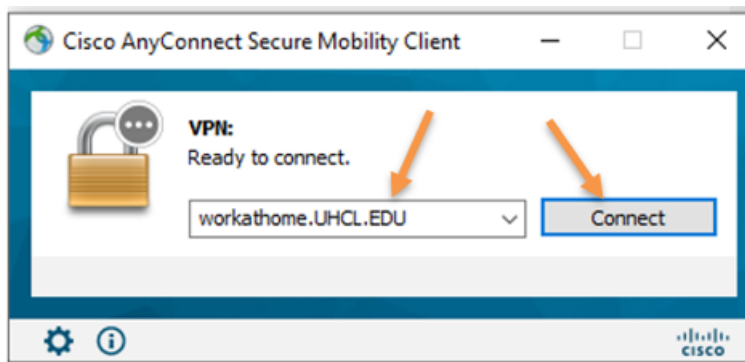 Cisco AnyConnect Secure Mobility Client
VPN:
Ready to connect.
workathome.UHCL.EDU
Connect
CISCO